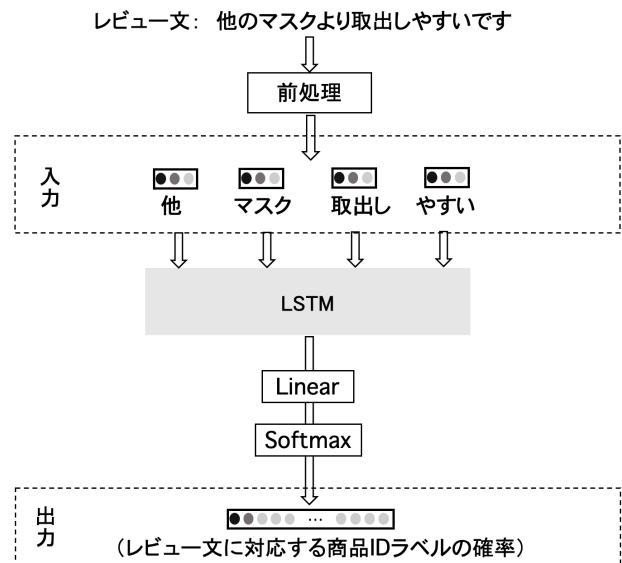 レビュー文： 他のマスクより取出しやすいです
前処理
入力
他 マスク 取出し やすい
LSTM
Linear
Softmax
出力
...
（レビュー文に対応する商品IDラベルの確率）